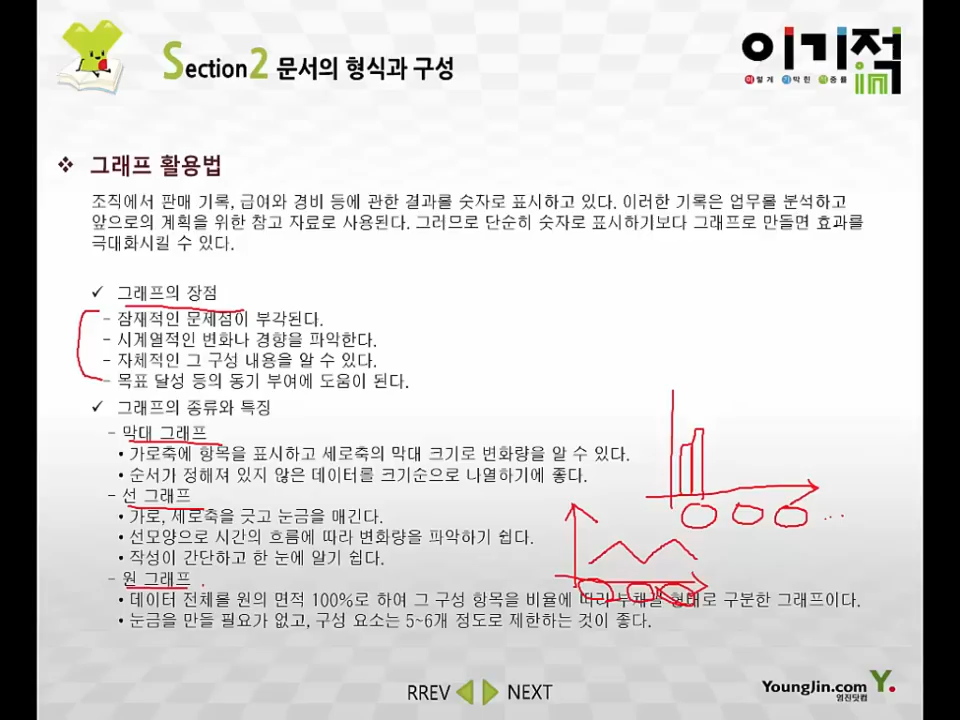 Section2 문서의 형식과 구성
이기적in
이렇게 기막힌 적중률
❖ 그래프 활용법
조직에서 판매 기록, 급여와 경비 등에 관한 결과를 숫자로 표시하고 있다. 이러한 기록은 업무를 분석하고
앞으로의 계획을 위한 참고 자료로 사용된다. 그러므로 단순히 숫자로 표시하기보다 그래프로 만들면 효과를
극대화시킬 수 있다.
✓ 그래프의 장점
- 잠재적인 문제점이 부각된다.
- 시계열적인 변화나 경향을 파악한다.
- 자체적인 그 구성 내용을 알 수 있다.
- 목표 달성 등의 동기 부여에 도움이 된다.
✓ 그래프의 종류와 특징
- 막대 그래프
• 가로축에 항목을 표시하고 세로축의 막대 크기로 변화량을 알 수 있다.
• 순서가 정해져 있지 않은 데이터를 크기순으로 나열하기에 좋다.
- 선 그래프
• 가로, 세로축을 긋고 눈금을 매긴다.
• 선모양으로 시간의 흐름에 따라 변화량을 파악하기 쉽다.
• 작성이 간단하고 한 눈에 알기 쉽다.
- 원 그래프
• 데이터 전체를 원의 면적 100%로 하여 그 구성 항목을 비율에 따라 부채꼴 형태로 구분한 그래프이다.
• 눈금을 만들 필요가 없고, 구성 요소는 5~6개 정도로 제한하는 것이 좋다.
RREV NEXT
YoungJin.com Y.
영진닷컴